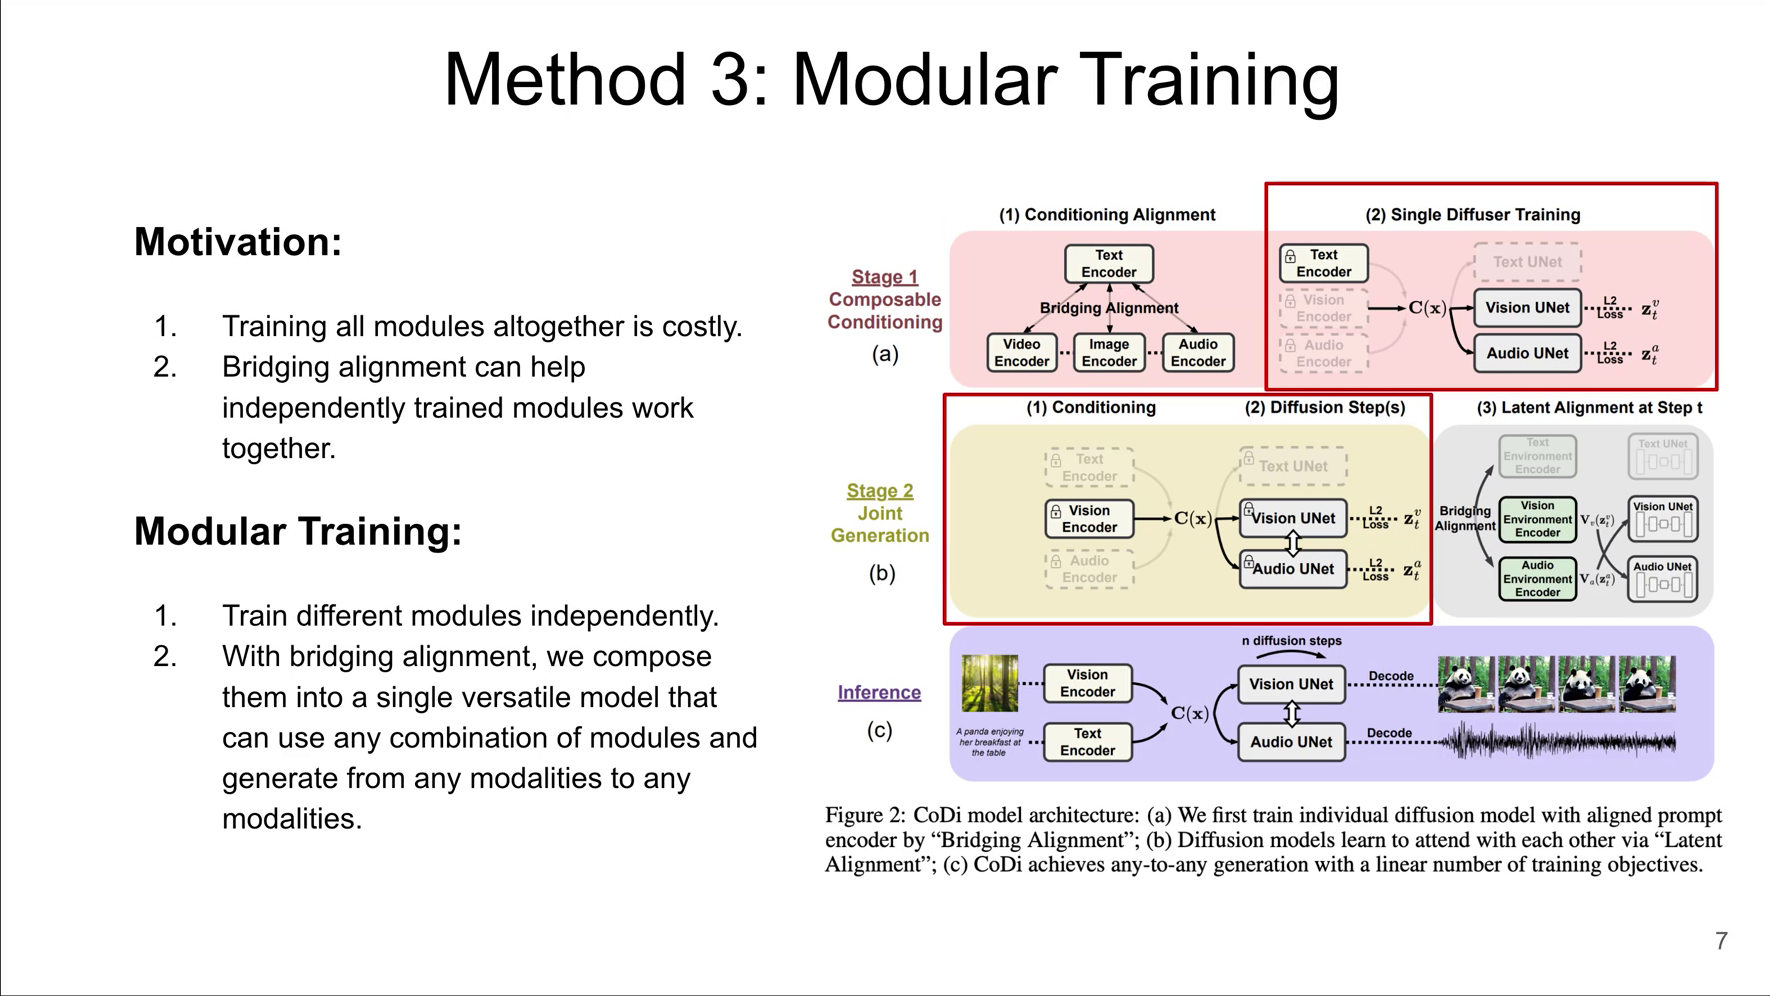 Method 3: Modular Training
Motivation:
1. Training all modules altogether is costly.
2. Bridging alignment can help
independently trained modules work
together.
Modular Training:
1. Train different modules independently.
2. With bridging alignment, we compose
them into a single versatile model that
can use any combination of modules and
generate from any modalities to any
modalities.
(1) Conditioning Alignment
(2) Single Diffuser Training
Stage 1
Composable
Conditioning
(a)
Text
Encoder
Bridging Alignment
Video
Encoder
Image
Encoder
Audio
Encoder
Text
Encoder
Vision
Encoder
Audio
Encoder
C(x)
Text UNet
Vision UNet
L2
Loss
z_t^v
Audio UNet
L2
Loss
z_t^a
(1) Conditioning
(2) Diffusion Step(s)
(3) Latent Alignment at Step t
Stage 2
Joint
Generation
(b)
Text
Encoder
Vision
Encoder
Audio
Encoder
C(x)
Text UNet
Vision UNet
L2
Loss
z_t^v
Audio UNet
L2
Loss
z_t^a
Bridging
Alignment
Text
Environment
Encoder
Text UNet
Vision
Environment
Encoder
V_v(z_t^v)
Vision UNet
Audio
Environment
Encoder
V_a(z_t^a)
Audio UNet
Inference
(c)
A panda enjoying
her breakfast at
the table
Vision
Encoder
Text
Encoder
C(x)
n diffusion steps
Vision UNet
Decode
Audio UNet
Decode
Figure 2: CoDi model architecture: (a) We first train individual diffusion model with aligned prompt
encoder by “Bridging Alignment”; (b) Diffusion models learn to attend with each other via “Latent
Alignment”; (c) CoDi achieves any-to-any generation with a linear number of training objectives.
7